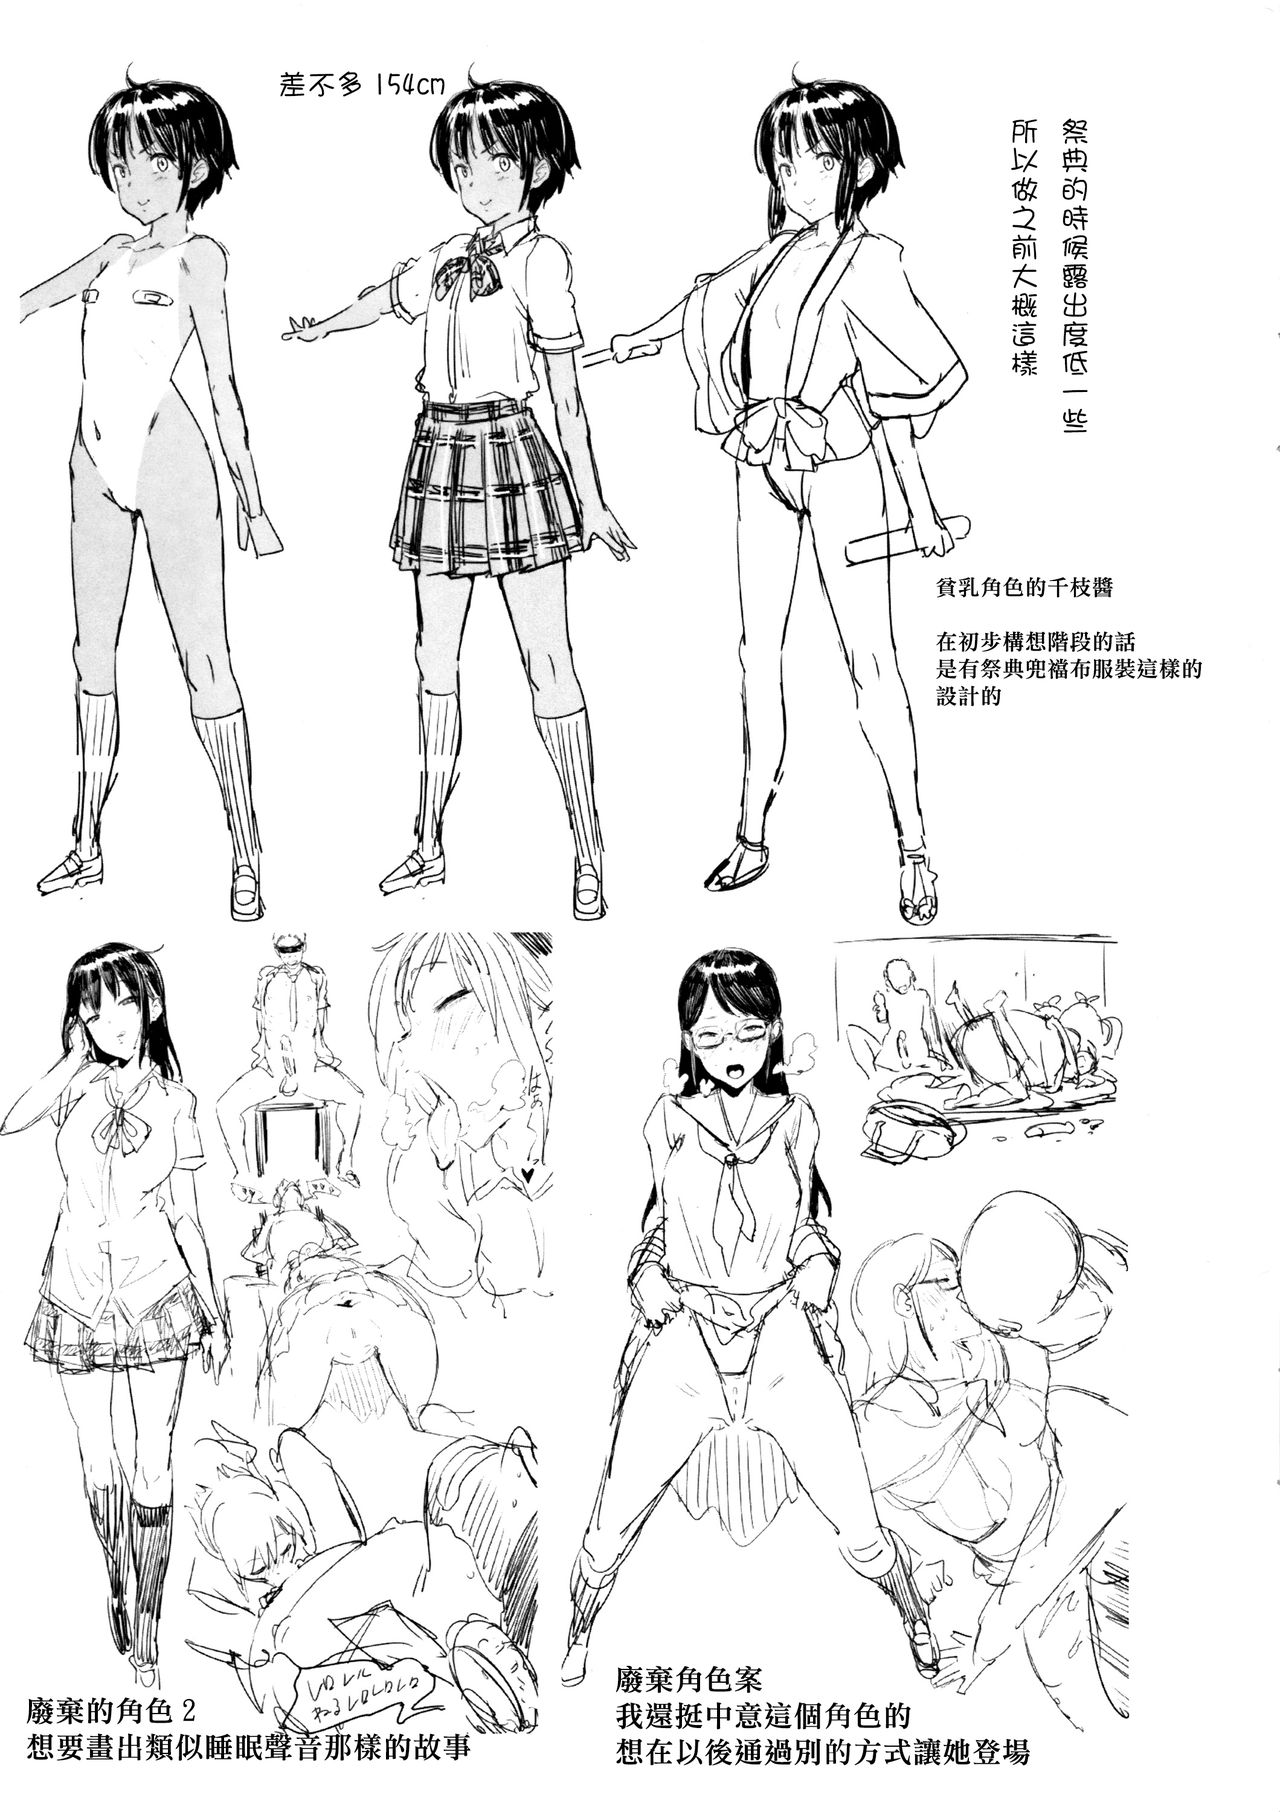 差不多 154cm
祭典的時候露出度低一些
所以做之前大概這樣
貧乳角色的千枝醬
在初步構想階段的話
是有祭典兜襠布服裝這樣的
設計的
廢棄的角色 2
想要畫出類似睡眠聲音那樣的故事
廢棄角色案
我還挺中意這個角色的
想在以後通過別的方式讓她登場